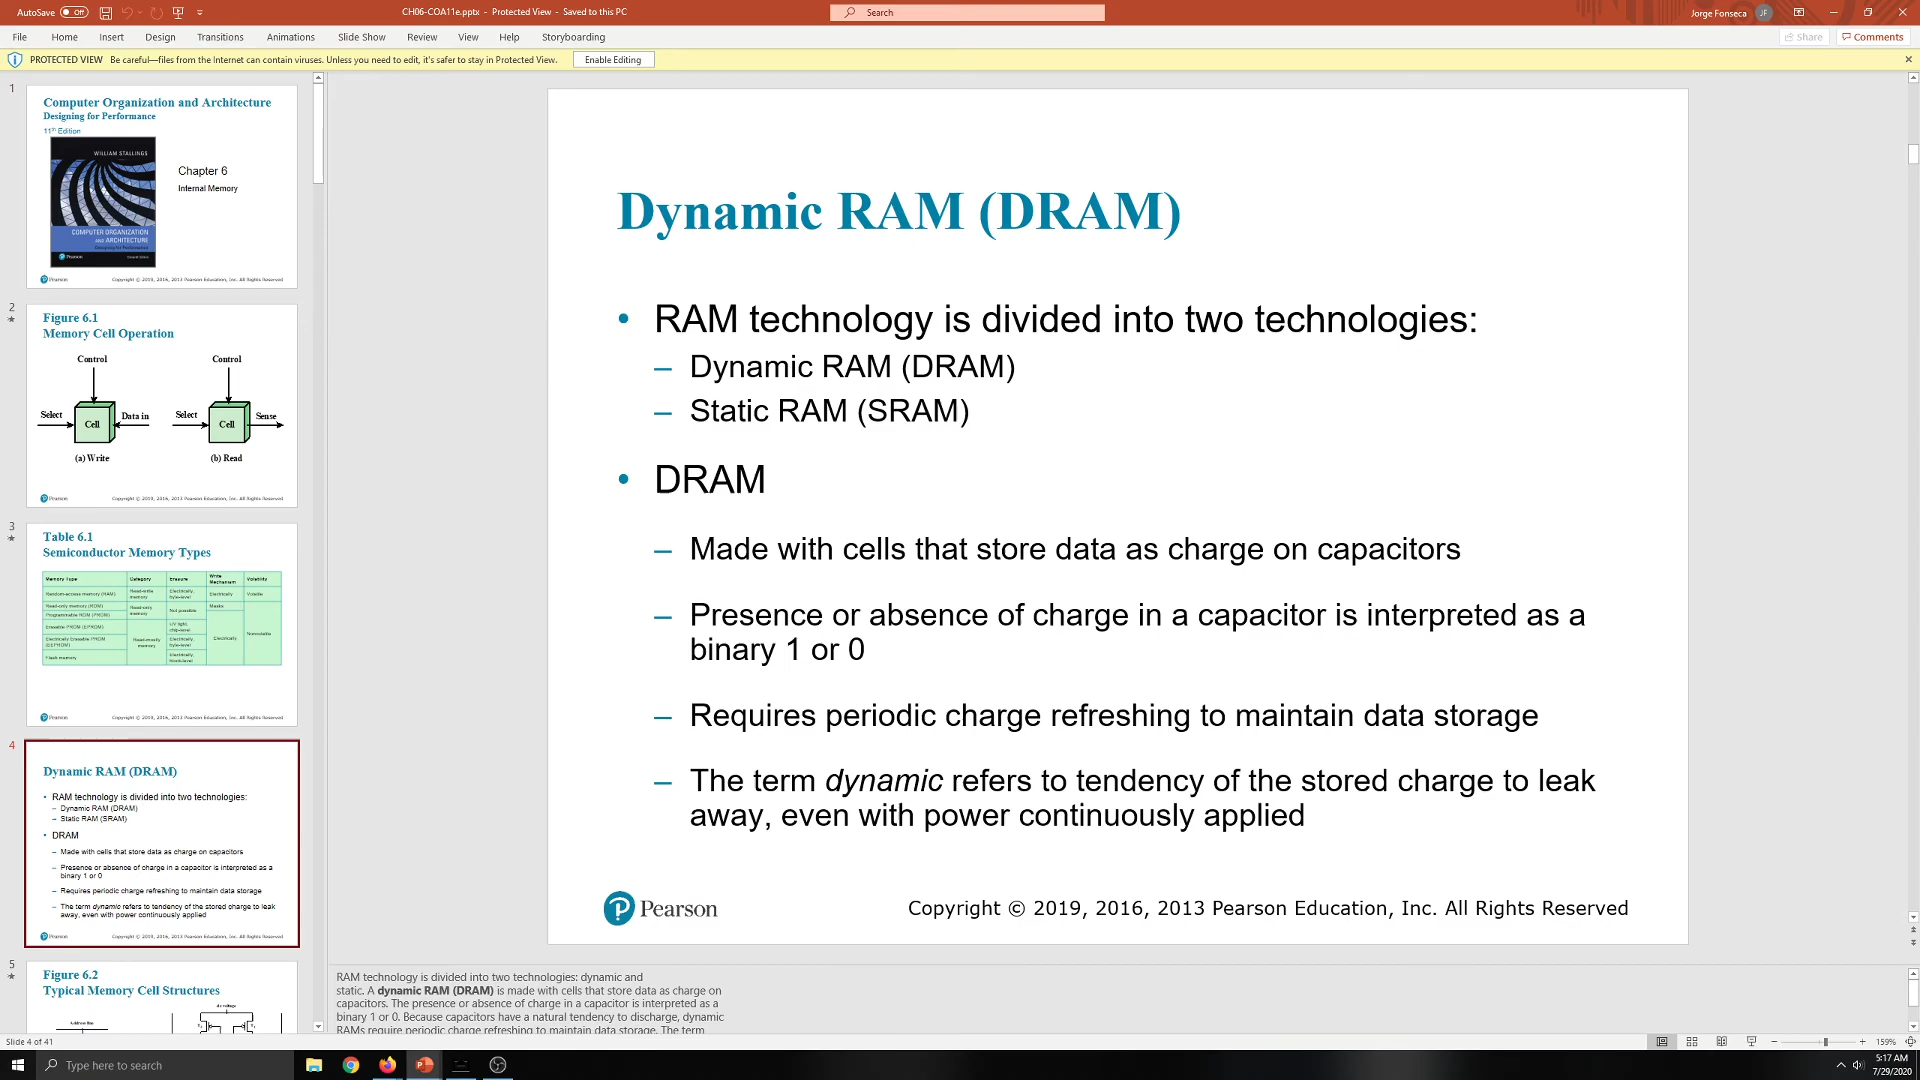 AutoSave Off
CH06-COA11e.pptx - Protected View - Saved to this PC
Search
Jorge Fonseca JF
File Home Insert Design Transitions Animations Slide Show Review View Help Storyboarding
Share Comments
PROTECTED VIEW Be careful—files from the Internet can contain viruses. Unless you need to edit, it's safer to stay in Protected View. Enable Editing
1
Computer Organization and Architecture
Designing for Performance
11th Edition
WILLIAM STALLINGS
COMPUTER ORGANIZATION
AND ARCHITECTURE
Designing for Performance
Pearson
Chapter 6
Internal Memory
Pearson Copyright © 2019, 2016, 2013 Pearson Education, Inc. All Rights Reserved
2
Figure 6.1
Memory Cell Operation
Control Control
Select Cell Data in Select Cell Sense
(a) Write (b) Read
Pearson Copyright © 2019, 2016, 2013 Pearson Education, Inc. All Rights Reserved
3
Table 6.1
Semiconductor Memory Types
Memory Type Category Erasure Write Mechanism Volatility
Random-access memory (RAM) Read-write memory Electrically, byte-level Electrically Volatile
Read-only memory (ROM) Read-only memory Not possible Masks Nonvolatile
Programmable ROM (PROM) Electrically
Erasable PROM (EPROM) Read-mostly memory UV light, chip-level
Electrically Erasable PROM (EEPROM) Electrically, byte-level
Flash memory Electrically, block-level
Pearson Copyright © 2019, 2016, 2013 Pearson Education, Inc. All Rights Reserved
4
Dynamic RAM (DRAM)
• RAM technology is divided into two technologies:
– Dynamic RAM (DRAM)
– Static RAM (SRAM)
• DRAM
– Made with cells that store data as charge on capacitors
– Presence or absence of charge in a capacitor is interpreted as a
binary 1 or 0
– Requires periodic charge refreshing to maintain data storage
– The term dynamic refers to tendency of the stored charge to leak
away, even with power continuously applied
Pearson Copyright © 2019, 2016, 2013 Pearson Education, Inc. All Rights Reserved
5
Figure 6.2
Typical Memory Cell Structures
dc voltage
Address line
Dynamic RAM (DRAM)
• RAM technology is divided into two technologies:
– Dynamic RAM (DRAM)
– Static RAM (SRAM)
• DRAM
– Made with cells that store data as charge on capacitors
– Presence or absence of charge in a capacitor is interpreted as a
binary 1 or 0
– Requires periodic charge refreshing to maintain data storage
– The term dynamic refers to tendency of the stored charge to leak
away, even with power continuously applied
Pearson
Copyright © 2019, 2016, 2013 Pearson Education, Inc. All Rights Reserved
RAM technology is divided into two technologies: dynamic and
static. A dynamic RAM (DRAM) is made with cells that store data as charge on
capacitors. The presence or absence of charge in a capacitor is interpreted as a
binary 1 or 0. Because capacitors have a natural tendency to discharge, dynamic
RAMs require periodic charge refreshing to maintain data storage. The term
Slide 4 of 41
159%
Type here to search
5:17 AM
7/29/2020